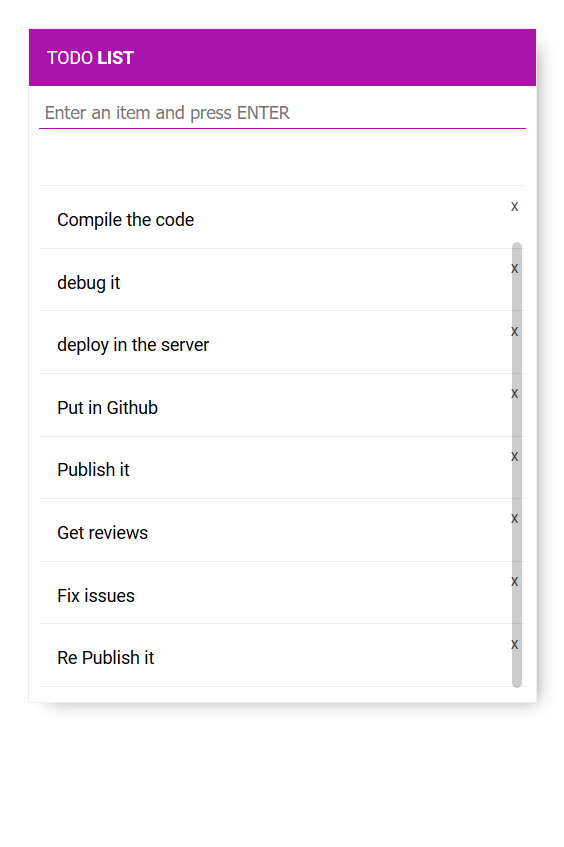 TODO LIST
Enter an item and press ENTER
Compile the code x
debug it x
deploy in the server x
Put in Github x
Publish it x
Get reviews x
Fix issues x
Re Publish it x